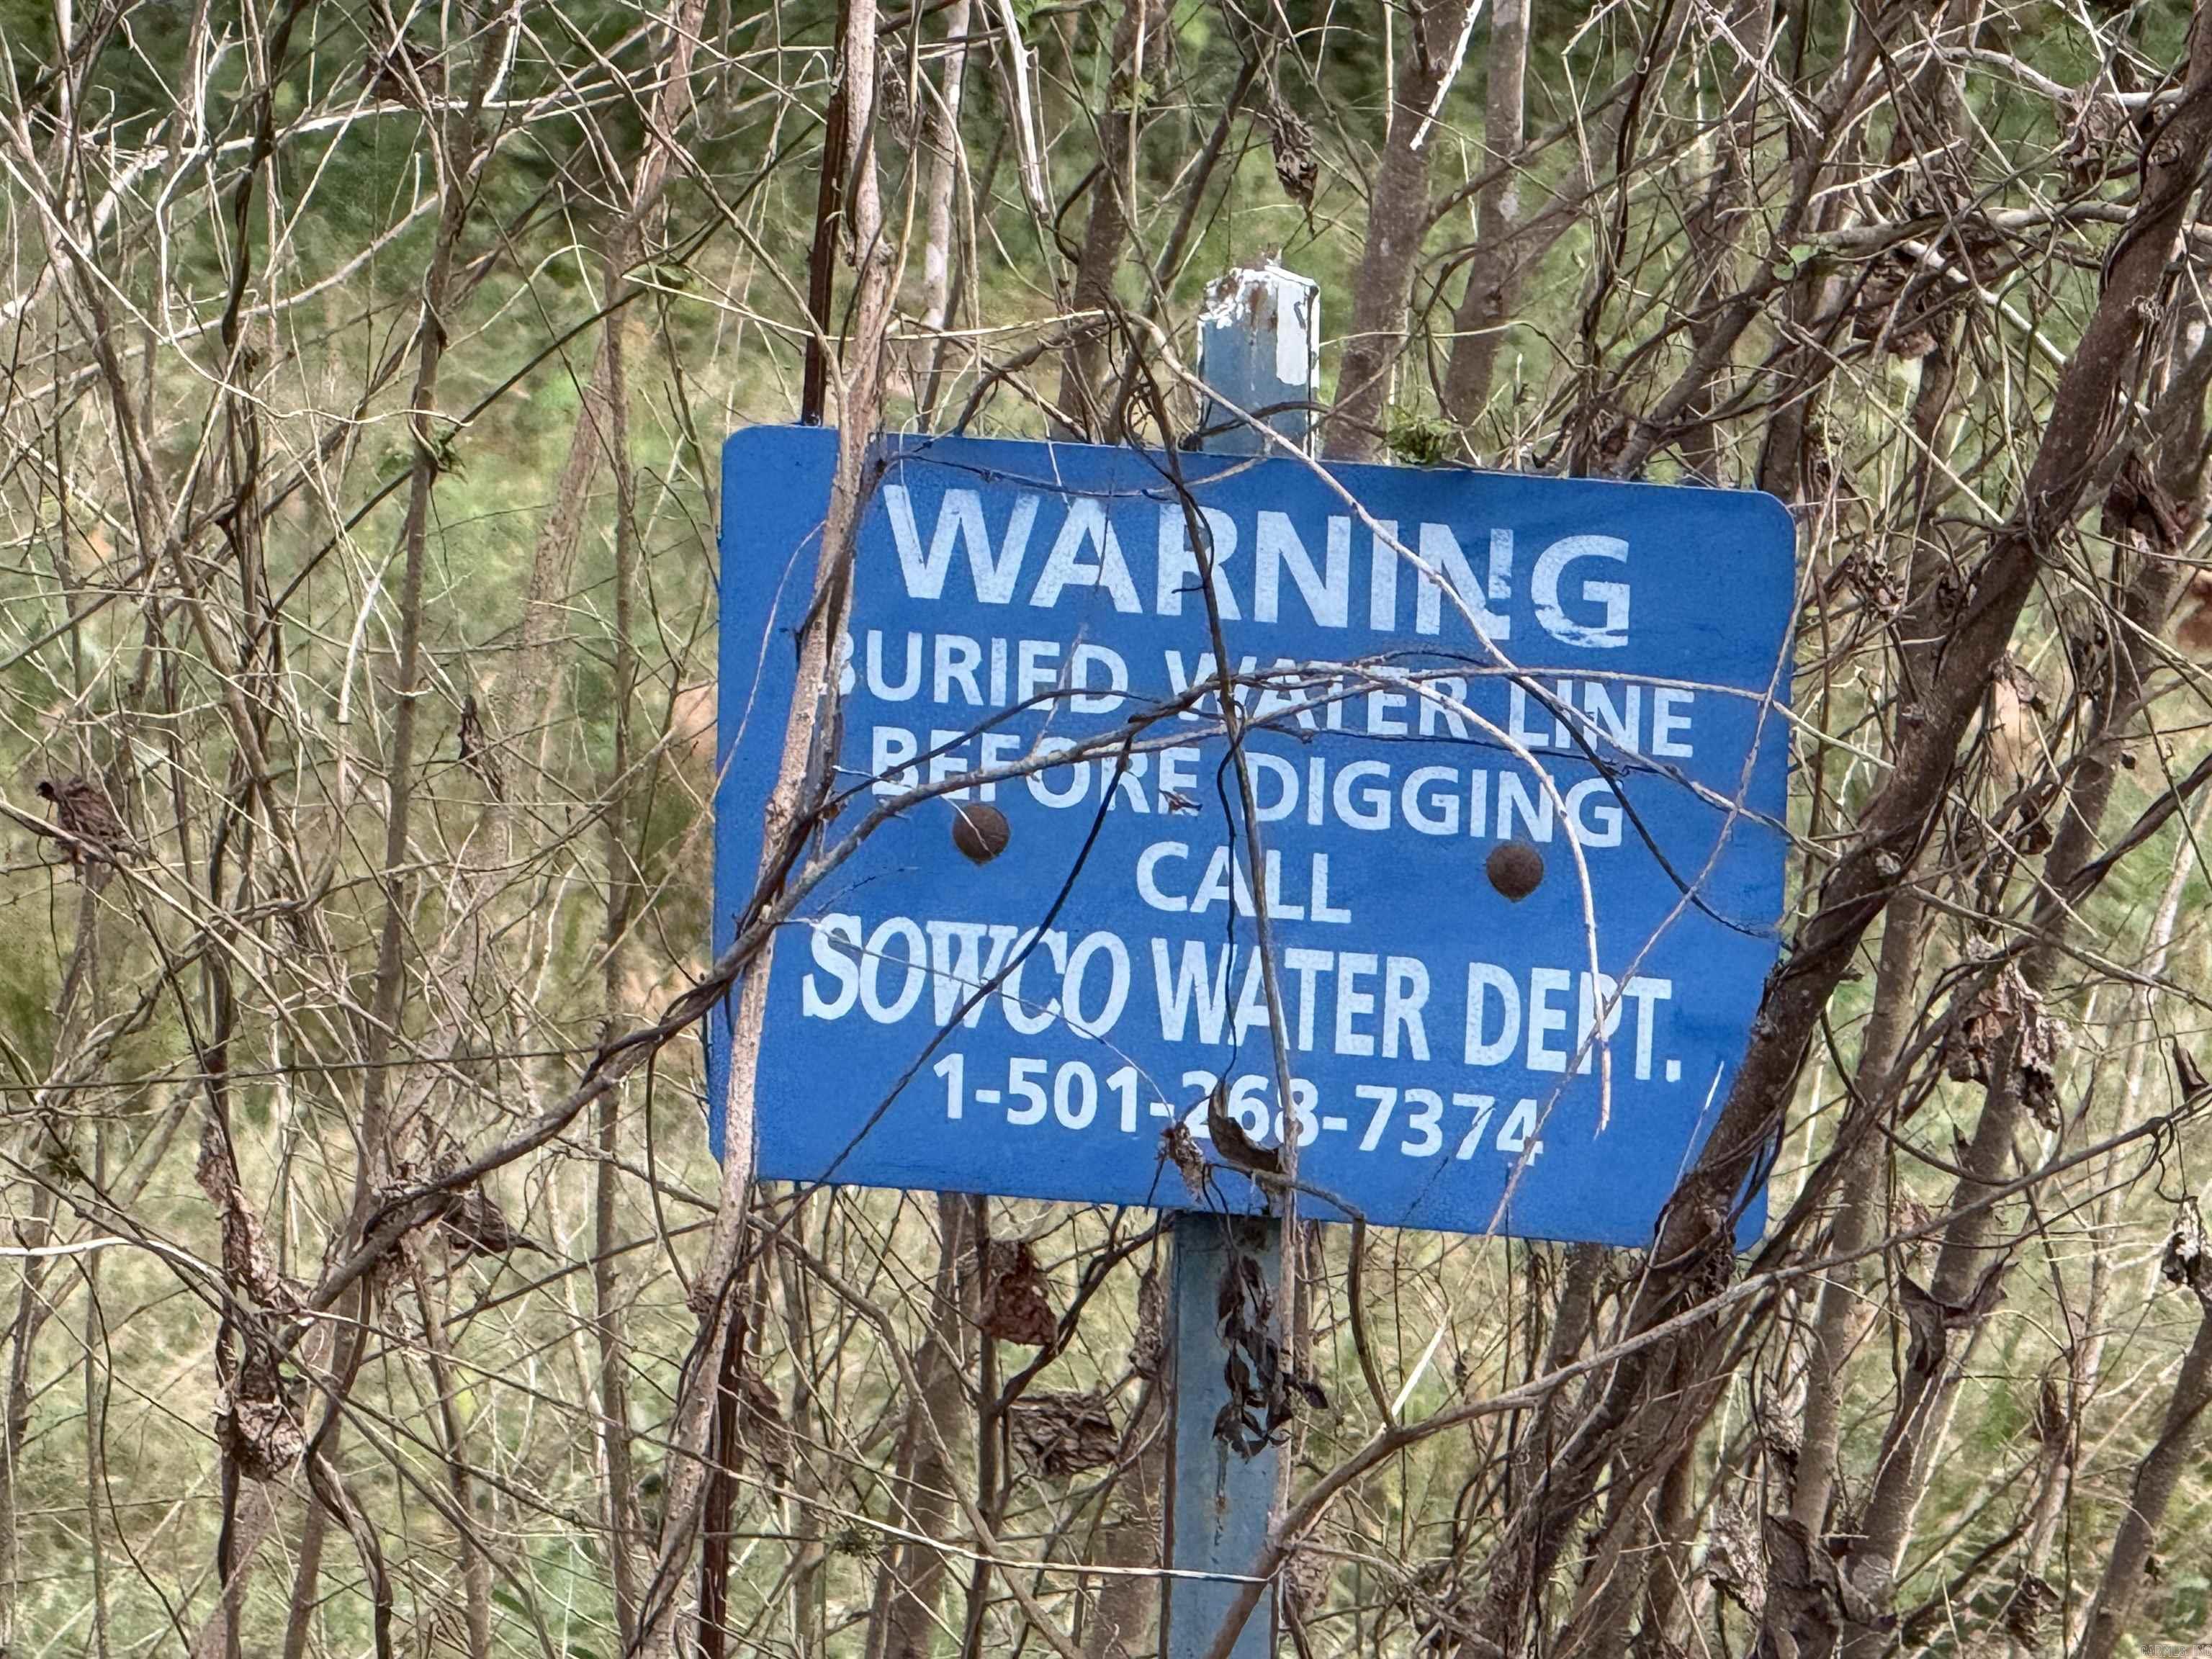 WARNING
BURIED WATER LINE
BEFORE DIGGING
CALL
SOWCO WATER DEPT.
1-501-268-7374